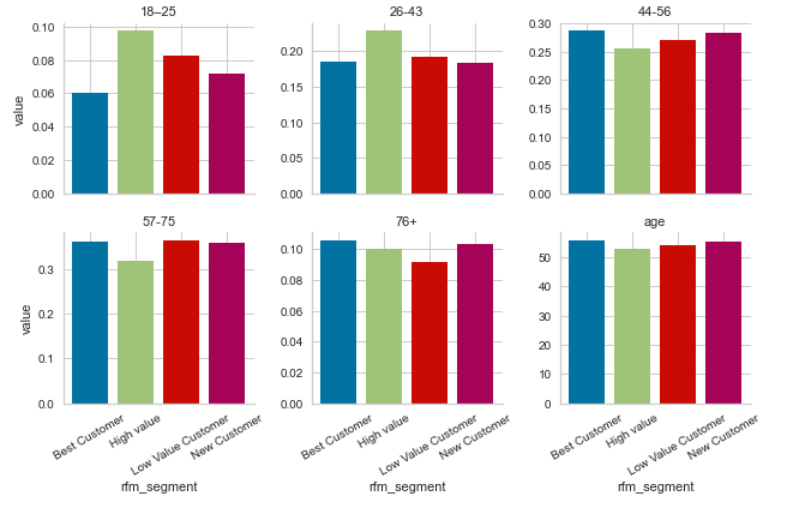 18–25
26-43
44-56
0.10
0.08
0.06
0.04
0.02
0.00
value
0.20
0.15
0.10
0.05
0.00
0.30
0.25
0.20
0.15
0.10
0.05
0.00
57-75
76+
age
0.3
0.2
0.1
0.0
value
0.10
0.08
0.06
0.04
0.02
0.00
50
40
30
20
10
0
Best Customer
High value
Low Value Customer
New Customer
rfm_segment
Best Customer
High value
Low Value Customer
New Customer
rfm_segment
Best Customer
High value
Low Value Customer
New Customer
rfm_segment